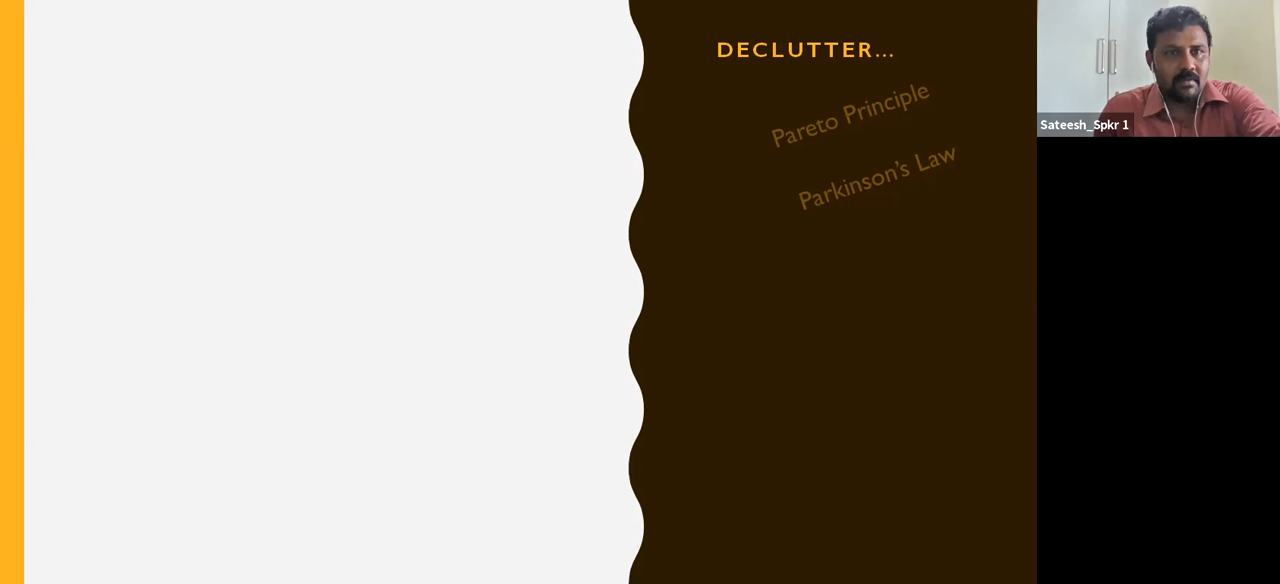 DECLUTTER...
Pareto Principle
Parkinson's Law
Sateesh_Spkr 1